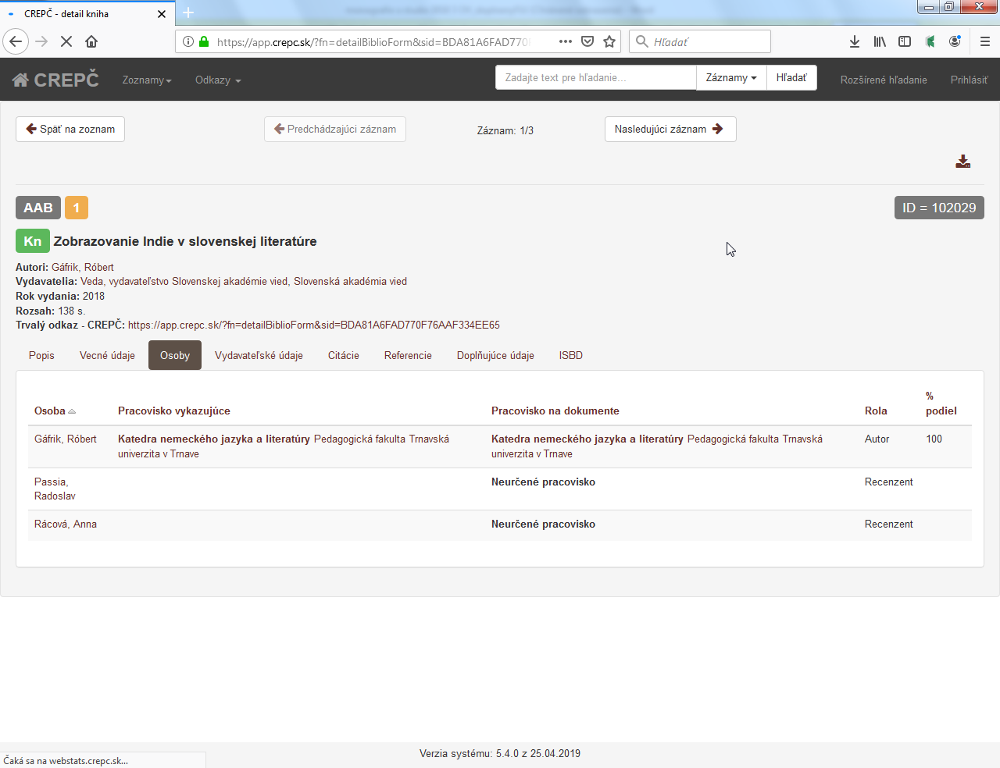 CREPČ - detail kniha
https://app.crepc.sk/?fn=detailBiblioForm&sid=BDA81A6FAD770F
Hľadať
CREPČ
Zoznamy
Odkazy
Zadajte text pre hľadanie...
Záznamy
Hľadať
Rozšírené hľadanie
Prihlásiť
Späť na zoznam
Predchádzajúci záznam
Záznam: 1/3
Nasledujúci záznam
AAB 1
ID = 102029
Kn Zobrazovanie Indie v slovenskej literatúre
Autori: Gáfrik, Róbert
Vydavatelia: Veda, vydavateľstvo Slovenskej akadémie vied, Slovenská akadémia vied
Rok vydania: 2018
Rozsah: 138 s.
Trvalý odkaz - CREPČ: https://app.crepc.sk/?fn=detailBiblioForm&sid=BDA81A6FAD770F76AAF334EE65
Popis Vecné údaje Osoby Vydavateľské údaje Citácie Referencie Doplňujúce údaje ISBD
Osoba Pracovisko vykazujúce Pracovisko na dokumente Rola % podiel
Gáfrik, Róbert
Katedra nemeckého jazyka a literatúry Pedagogická fakulta Trnavská
univerzita v Trnave
Katedra nemeckého jazyka a literatúry Pedagogická fakulta Trnavská
univerzita v Trnave
Autor
100
Passia,
Radoslav
Neurčené pracovisko
Recenzent
Rácová, Anna
Neurčené pracovisko
Recenzent
Verzia systému: 5.4.0 z 25.04.2019
Čaká sa na webstats.crepc.sk...